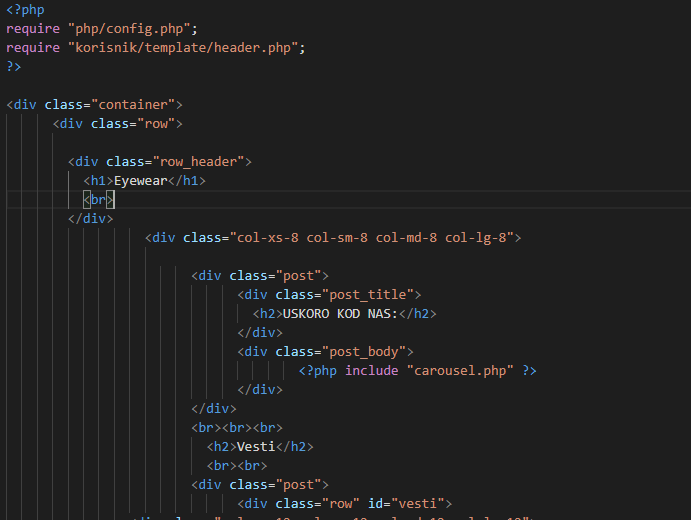 <?php
require "php/config.php";
require "korisnik/template/header.php";
?>
<div class="container">
<div class="row">
<div class="row_header">
<h1>Eyewear</h1>
<br>
</div>
<div class="col-xs-8 col-sm-8 col-md-8 col-lg-8">
<div class="post">
<div class="post_title">
<h2>USKORO KOD NAS:</h2>
</div>
<div class="post_body">
<?php include "carousel.php" ?>
</div>
</div>
<br><br><br>
<h2>Vesti</h2>
<br><br>
<div class="post">
<div class="row" id="vesti">